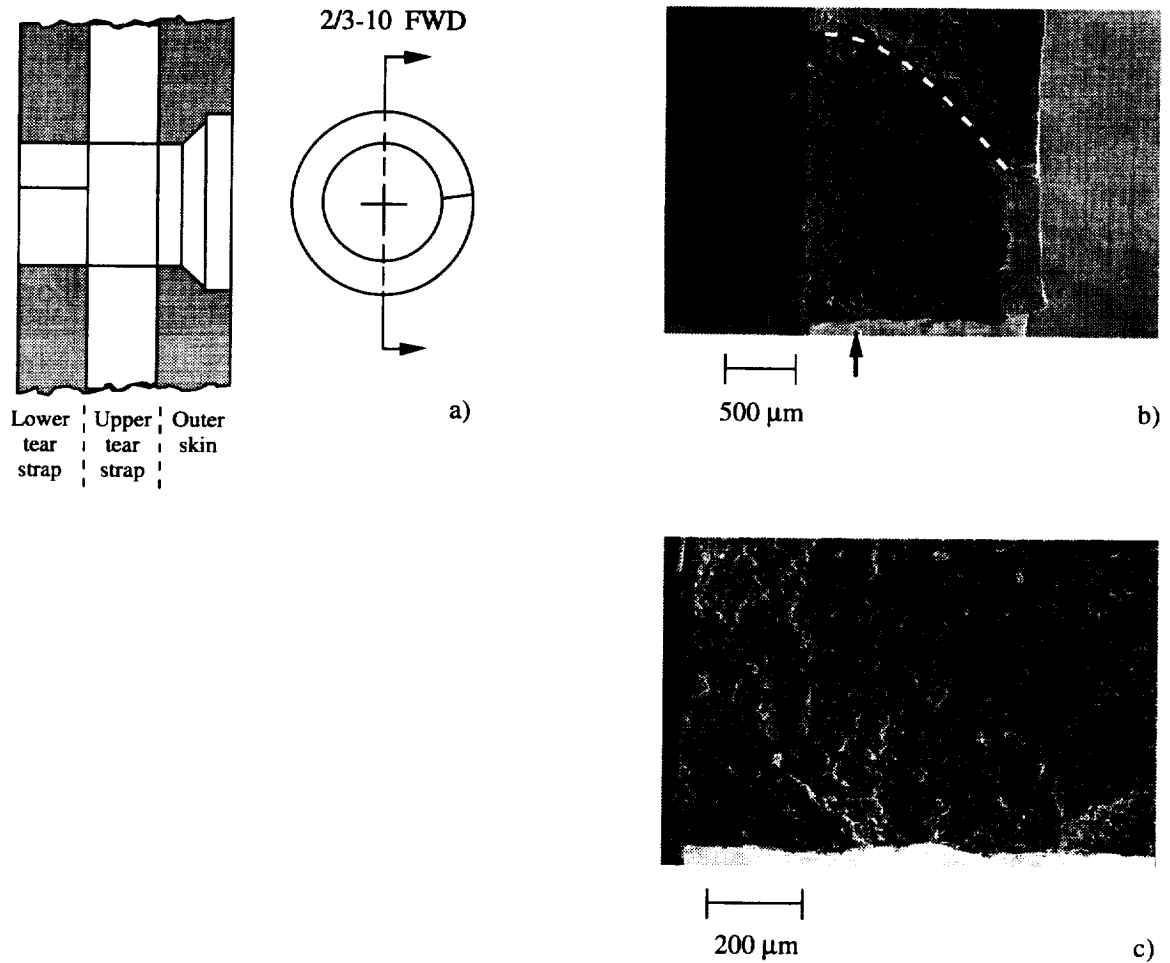 2/3-10 FWD
Lower
tear
strap
Upper
tear
strap
Outer
skin
a)
500 µm
b)
200 µm
c)